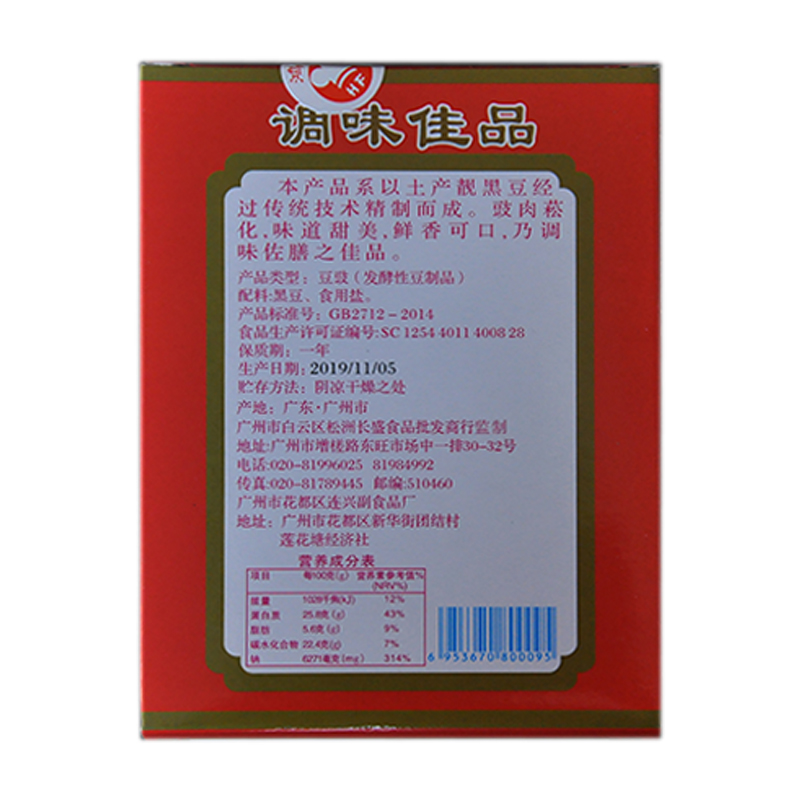 京
HF
调味佳品
本产品系以土产靓黑豆经
过传统技术精制而成。豉肉菘
化,味道甜美,鲜香可口,乃调
味佐膳之佳品。
产品类型：豆豉（发酵性豆制品）
配料:黑豆、食用盐。
产品标准号：GB2712－2014
食品生产许可证编号:SC 1254 4011 4008 28
保质期：一年
生产日期：2019/11/05
贮存方法：阴凉干燥之处
产地：广东·广州市
广州市白云区松洲长盛食品批发商行监制
地址:广州市增槎路东旺市场中一排30-32号
电话:020-81996025 81984992
传真:020-81789445 邮编:510460
广州市花都区连兴副食品厂
地址：广州市花都区新华街团结村
莲花塘经济社
营养成分表
项目 每100克(g) 营养素参考值%(NRV%)
能量 1028千焦(kJ) 12%
蛋白质 25.8克(g) 43%
脂肪 5.6克(g) 9%
碳水化合物 22.4克(g) 7%
钠 6271毫克(mg) 314%
6 953670 800095